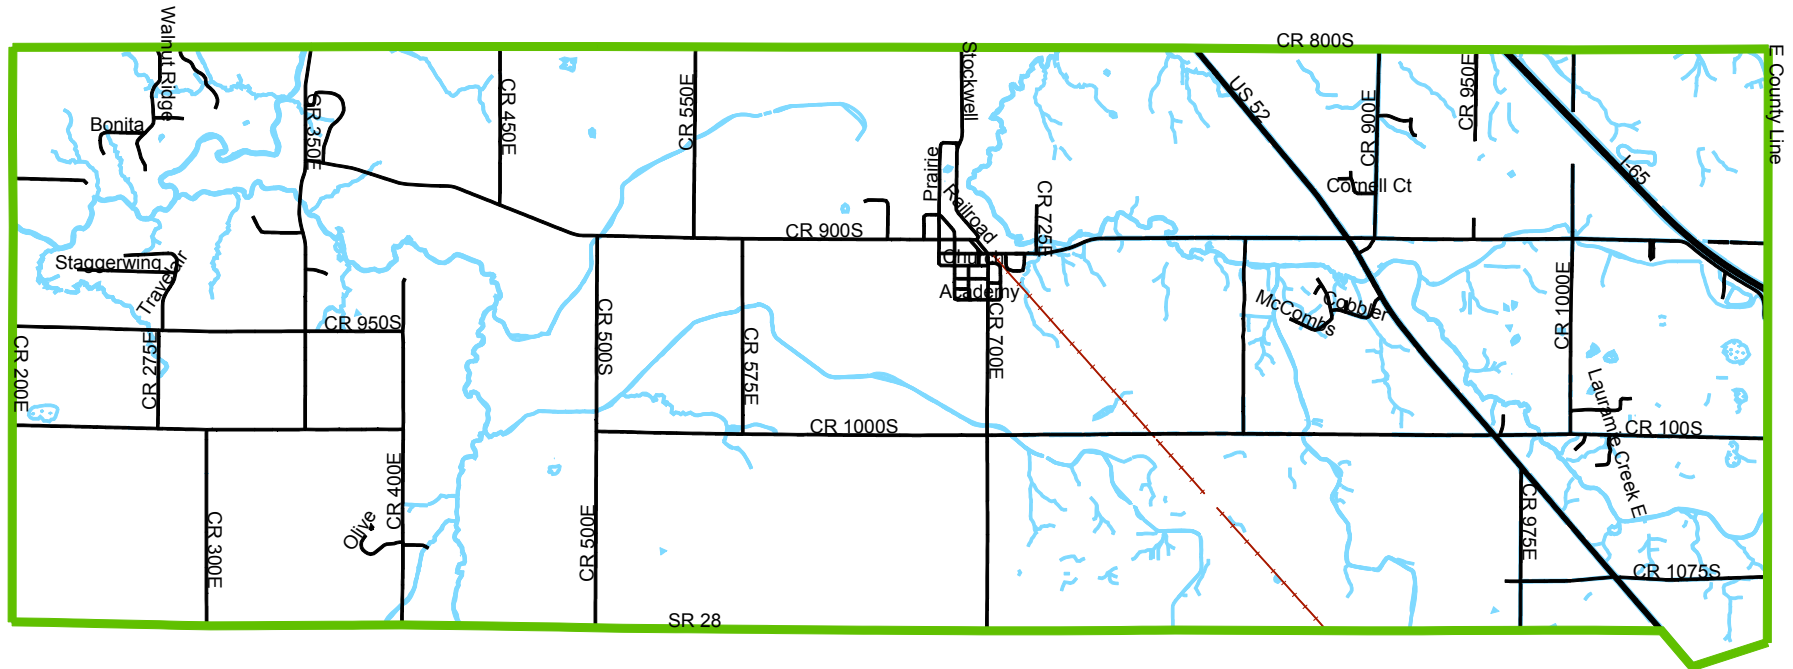 CR 800S
Walnut Ridge
Stockwell
E County Line
US 52
CR 950E
CR 550E
CR 450E
SR 350E
CR 900E
Bonita
I-65
Prairie
Cornell Ct
Railroad
CR 725E
CR 900S
Staggerwing
Travelair
Academy
McCombs
Cobbler
CR 1000E
CR 950S
CR 500S
CR 700E
CR 575E
CR 200E
CR 275E
Lauramie Creek E
CR 1000S
CR 100S
CR 400E
Olive
CR 300E
CR 500E
CR 975E
CR 1075S
SR 28